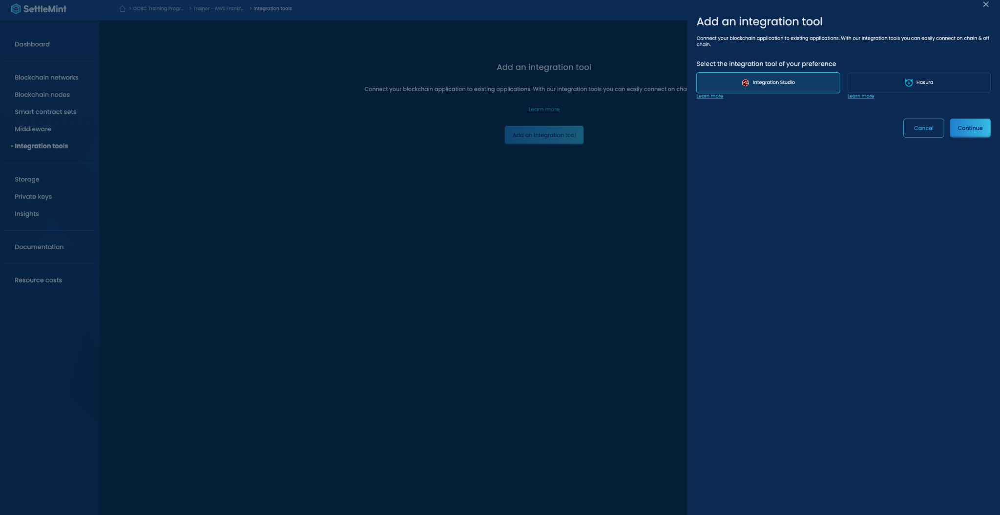 SettleMint
OCBC Training Progr...
Trainer - AWS Frankf...
Integration tools
Dashboard
Blockchain networks
Blockchain nodes
Smart contract sets
Middleware
Integration tools
Storage
Private keys
Insights
Documentation
Resource costs
Add an integration tool
Connect your blockchain application to existing applications. With our integration tools you can easily connect on cha
Learn more
Add an integration tool
Add an integration tool
Connect your blockchain application to existing applications. With our integration tools you can easily connect on chain & off
chain.
Select the integration tool of your preference
Integration Studio
Hasura
Learn more
Learn more
Cancel
Continue